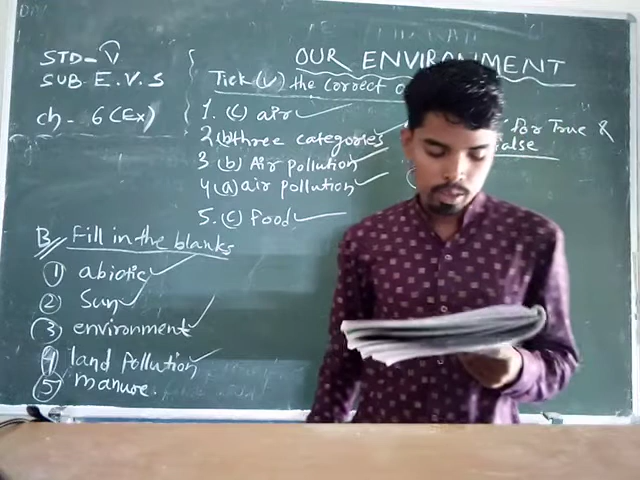 STD- V
SUB- E.V.S
ch- 6 (Ex)
OUR ENVIRONMENT
Tick (✓) the correct
1. (c) air
2 (b) three categories
3 (b) Air pollution
4 (a) air pollution
5. (c) Food
for True &
False
B Fill in the blanks
1 abiotic
2 Sun
3 environment
4 land Pollution
5 manure.